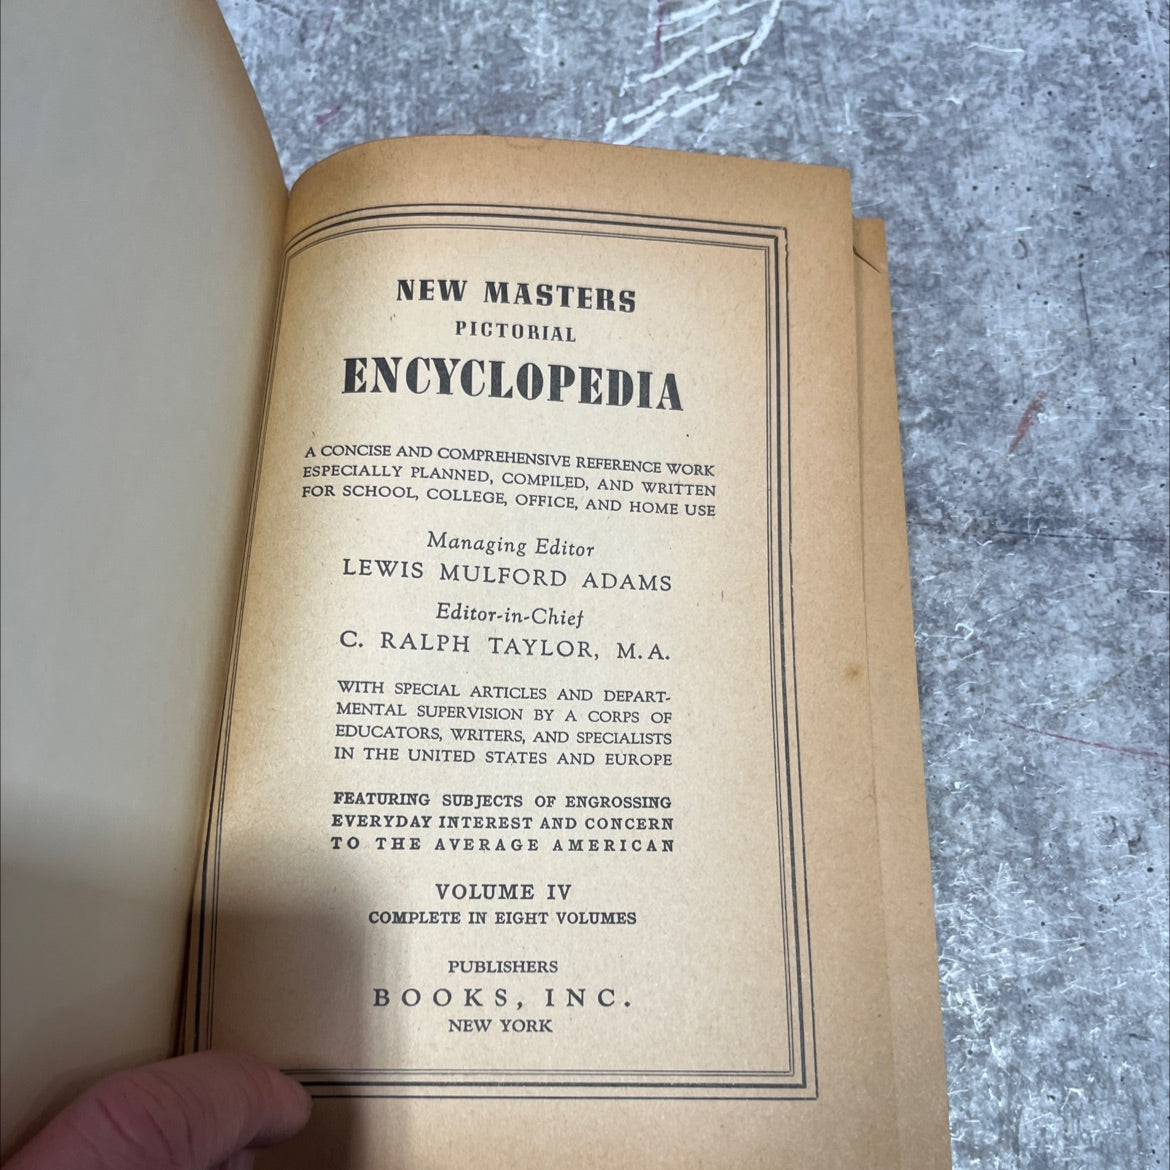 NEW MASTERS
PICTORIAL
ENCYCLOPEDIA
A CONCISE AND COMPREHENSIVE REFERENCE WORK
ESPECIALLY PLANNED, COMPILED, AND WRITTEN
FOR SCHOOL, COLLEGE, OFFICE, AND HOME USE
Managing Editor
LEWIS MULFORD ADAMS
Editor-in-Chief
C. RALPH TAYLOR, M.A.
WITH SPECIAL ARTICLES AND DEPART-
MENTAL SUPERVISION BY A CORPS OF
EDUCATORS, WRITERS, AND SPECIALISTS
IN THE UNITED STATES AND EUROPE
FEATURING SUBJECTS OF ENGROSSING
EVERYDAY INTEREST AND CONCERN
TO THE AVERAGE AMERICAN
VOLUME IV
COMPLETE IN EIGHT VOLUMES
PUBLISHERS
BOOKS, INC.
NEW YORK